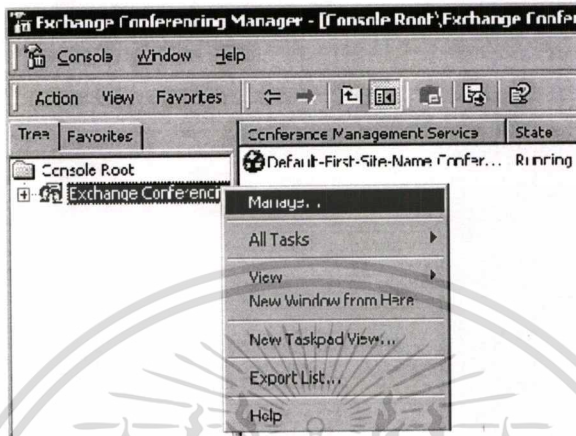 Exchange Conferencing Manager - [Console Root\Exchange Confer
Console Window Help
Action View Favorites
Tree Favorites
Conference Management Service State
Console Root
Default-First-Site-Name Confer... Running
Exchange Conferenci
Manage...
All Tasks
View
New Window from Here
New Taskpad View...
Export List...
Help